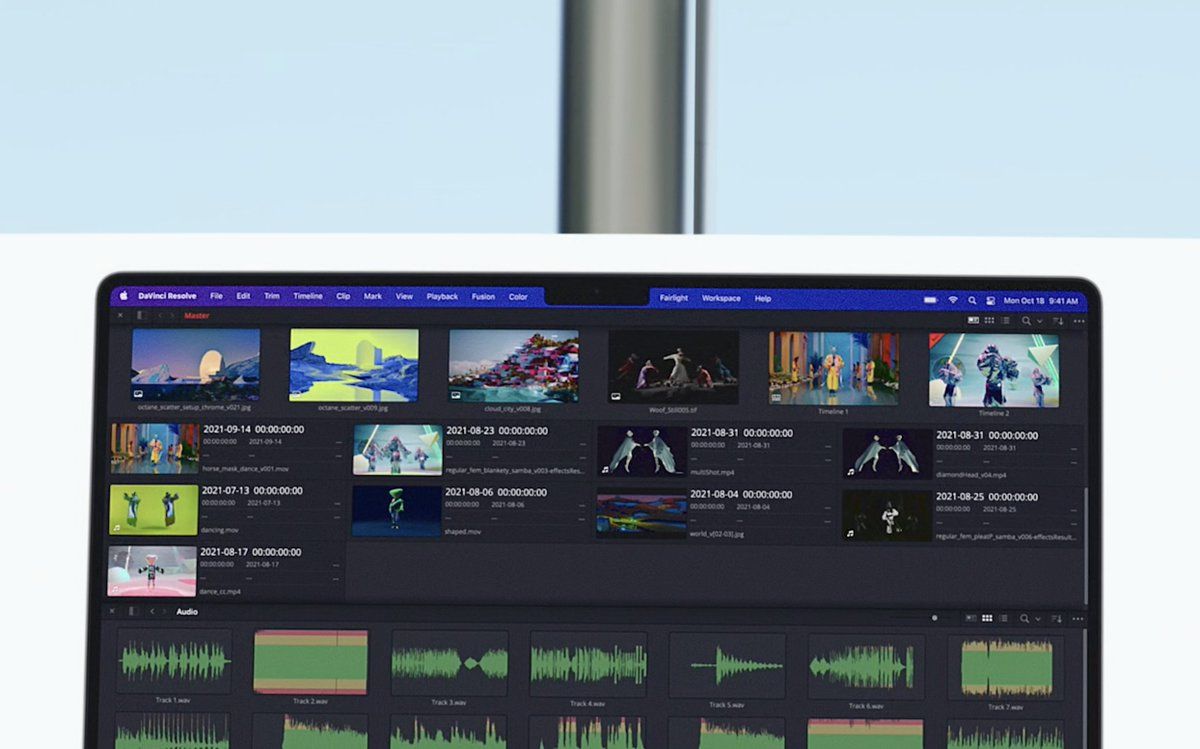 DaVinci Resolve File Edit Trim Timeline Clip Mark View Playback Fusion Color Fairlight Workspace Help Mon Oct 18 9:41 AM
Master
octane_scatter_setup_chrome_v021.jpg octane_scatter_v009.jpg cloud_city_v008.jpg Woof_Still005.tif Timeline 1 Timeline 2
2021-09-14 00:00:00:00 2021-08-23 00:00:00:00 2021-08-31 00:00:00:00 2021-08-31 00:00:00:00
00:00:00:00 2021-09-14 00:00:00:00 2021-08-23 00:00:00:00 2021-08-31 00:00:00:00 2021-08-31
horse_mask_dance_v001.mov regular_fem_blankety_samba_v003-effectsRes... multiShot.mp4 diamondHead_v04.mp4
2021-07-13 00:00:00:00 2021-08-06 00:00:00:00 2021-08-04 00:00:00:00 2021-08-25 00:00:00:00
00:00:00:00 2021-07-13 00:00:00:00 2021-08-06 00:00:00:00 2021-08-04 00:00:00:00 2021-08-25
dancing.mov shaped.mov world_v[02-03].jpg regular_fem_pleatP_samba_v006-effectsResult...
2021-08-17 00:00:00:00
00:00:00:00 2021-08-17
dance_cc.mp4
Audio
Track 1.wav Track 2.wav Track 3.wav Track 4.wav Track 5.wav Track 6.wav Track 7.wav